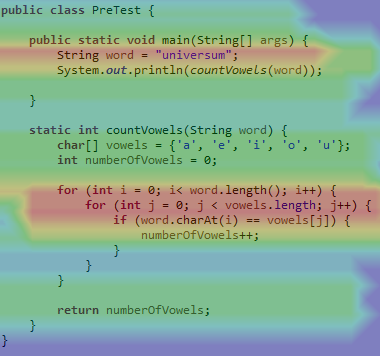 public class PreTest {
public static void main(String[] args) {
String word = "universum";
System.out.println(countVowels(word));
}
static int countVowels(String word) {
char[] vowels = {'a', 'e', 'i', 'o', 'u'};
int numberOfVowels = 0;
for (int i = 0; i< word.length(); i++) {
for (int j = 0; j < vowels.length; j++) {
if (word.charAt(i) == vowels[j]) {
numberOfVowels++;
}
}
}
return numberOfVowels;
}
}